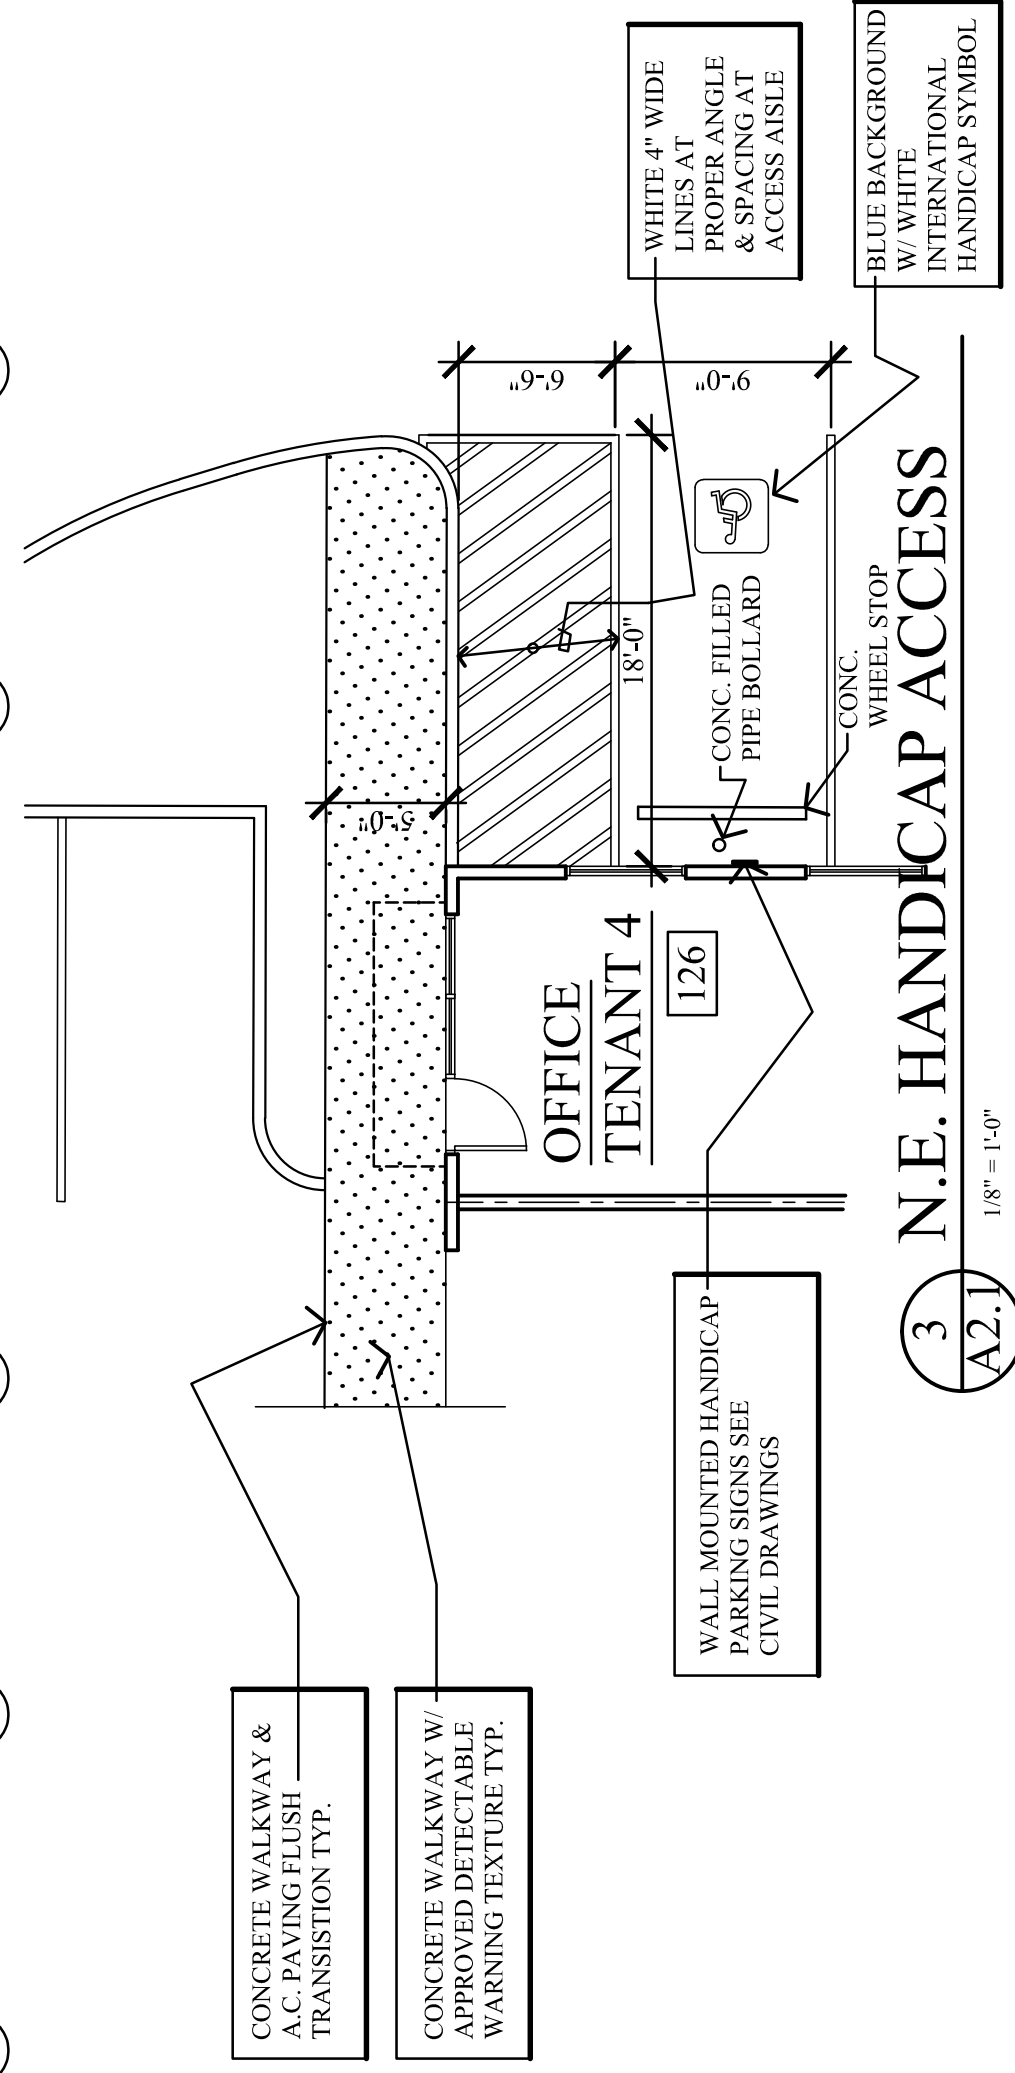 CONCRETE WALKWAY &
A.C. PAVING FLUSH
TRANSISTION TYP.
CONCRETE WALKWAY W/
APPROVED DETECTABLE
WARNING TEXTURE TYP.
WALL MOUNTED HANDICAP
PARKING SIGNS SEE
CIVIL DRAWINGS
5'-0"
OFFICE
TENANT 4
126
6'-6"
9'-0"
18'-0"
WHITE 4" WIDE
LINES AT
PROPER ANGLE
& SPACING AT
ACCESS AISLE
BLUE BACKGROUND
W/ WHITE
INTERNATIONAL
HANDICAP SYMBOL
CONC. FILLED
PIPE BOLLARD
CONC.
WHEEL STOP
3
A2.1
N.E. HANDICAP ACCESS
1/8" = 1'-0"